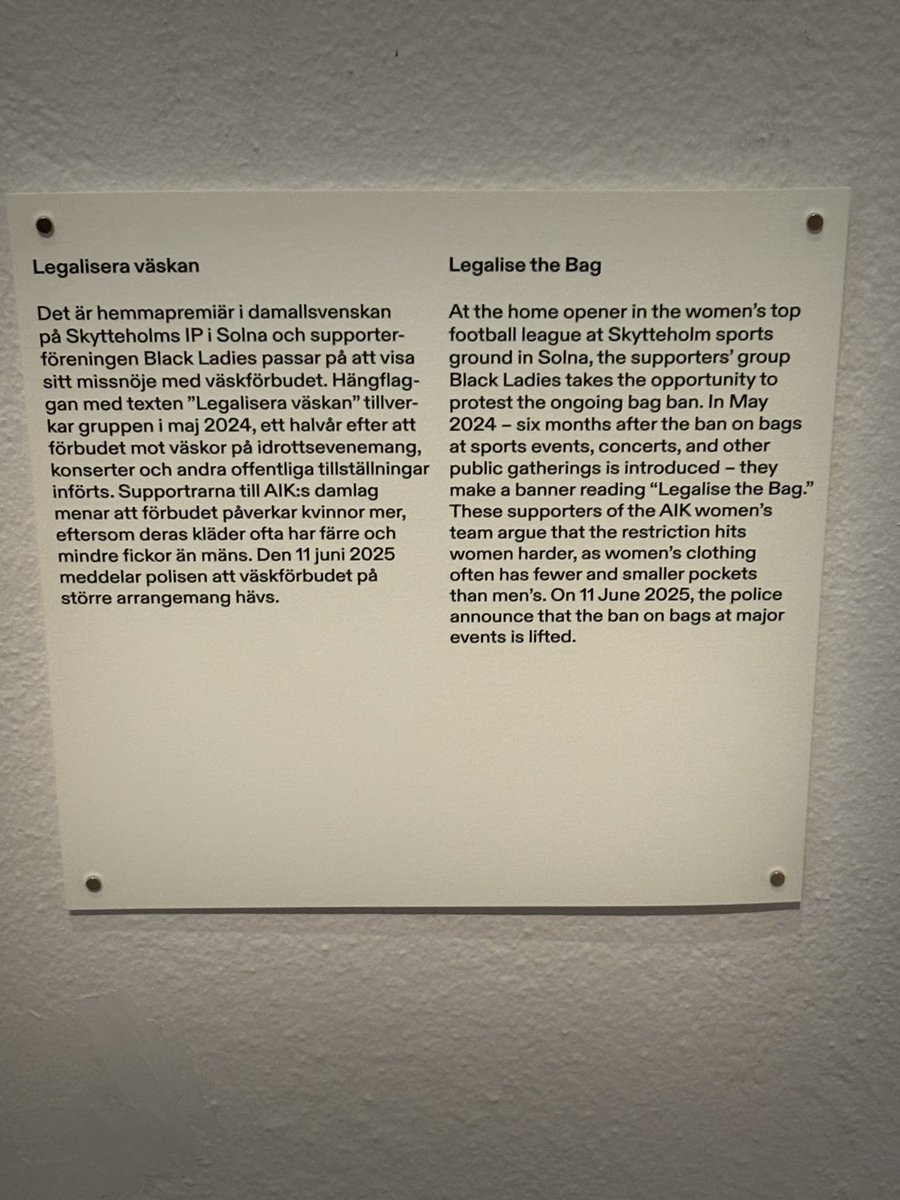 Legalisera väskan
Det är hemmapremiär i damallsvenskan
på Skytteholms IP i Solna och supporter-
föreningen Black Ladies passar på att visa
sitt missnöje med väskförbudet. Hängflag-
gan med texten ”Legalisera väskan” tillver-
kar gruppen i maj 2024, ett halvår efter att
förbudet mot väskor på idrottsevenemang,
konserter och andra offentliga tillställningar
införts. Supportrarna till AIK:s damlag
menar att förbudet påverkar kvinnor mer,
eftersom deras kläder ofta har färre och
mindre fickor än mäns. Den 11 juni 2025
meddelar polisen att väskförbudet på
större arrangemang hävs.
Legalise the Bag
At the home opener in the women’s top
football league at Skytteholm sports
ground in Solna, the supporters’ group
Black Ladies takes the opportunity to
protest the ongoing bag ban. In May
2024 – six months after the ban on bags
at sports events, concerts, and other
public gatherings is introduced – they
make a banner reading “Legalise the Bag.”
These supporters of the AIK women’s
team argue that the restriction hits
women harder, as women’s clothing
often has fewer and smaller pockets
than men’s. On 11 June 2025, the police
announce that the ban on bags at major
events is lifted.